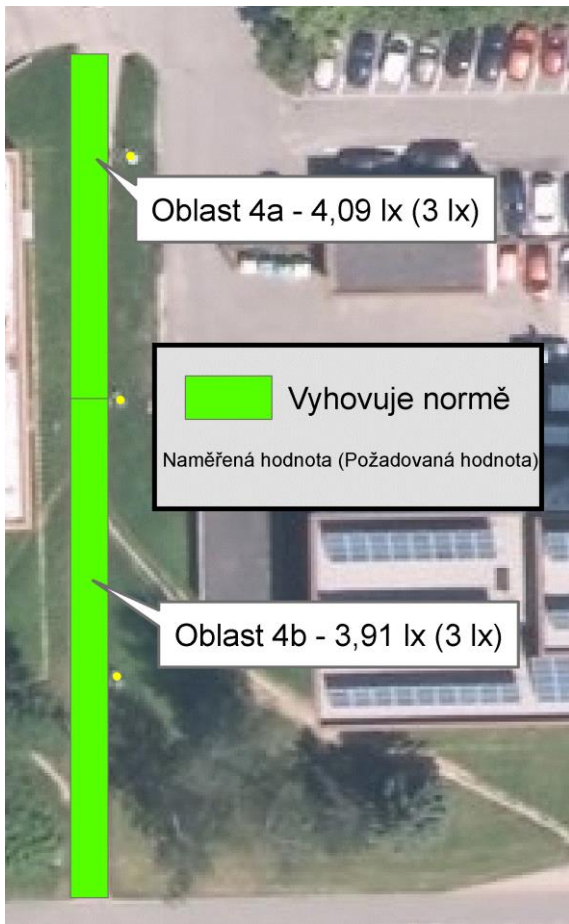 Oblast 4a - 4,09 lx (3 lx)
Vyhovuje normě
Naměřená hodnota (Požadovaná hodnota)
Oblast 4b - 3,91 lx (3 lx)